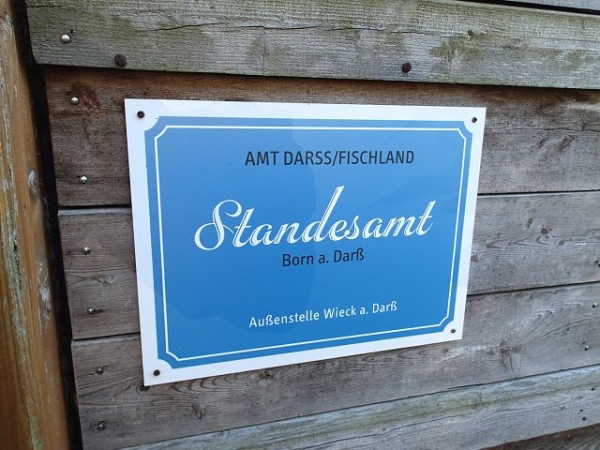 AMT DARSS/FISCHLAND
Standesamt
Born a. Darß
Außenstelle Wieck a. Darß